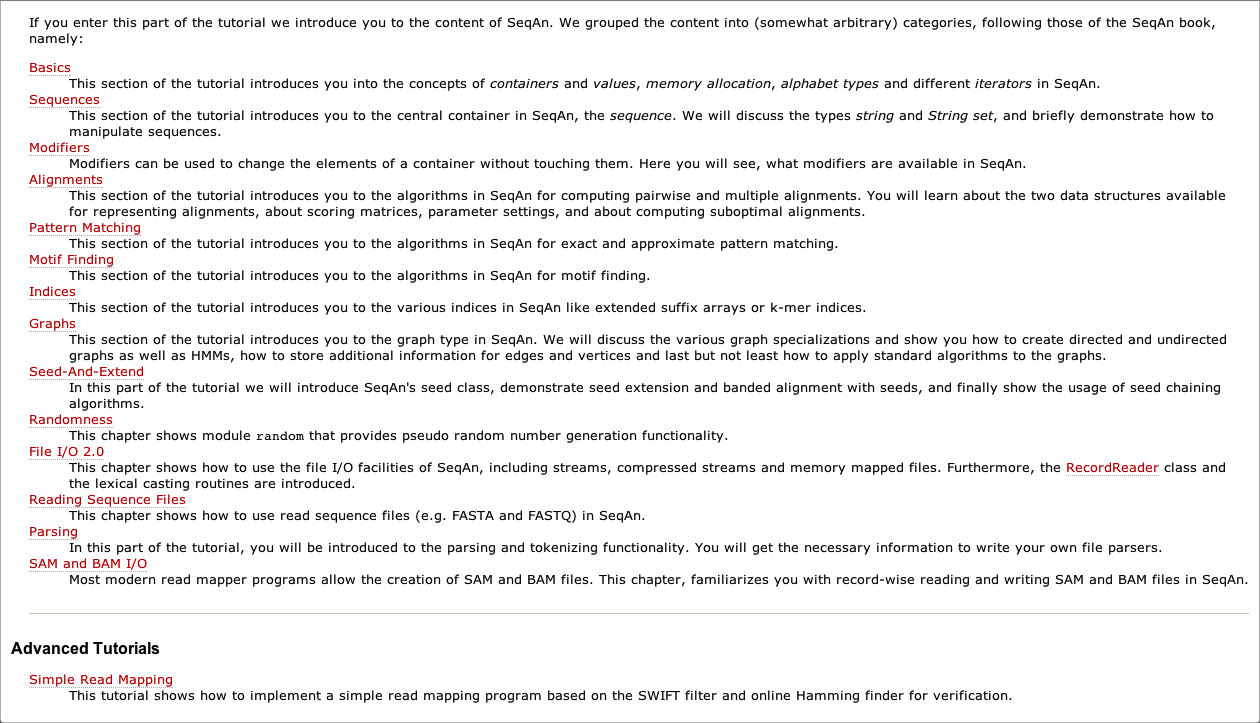 If you enter this part of the tutorial we introduce you to the content of SeqAn. We grouped the content into (somewhat arbitrary) categories, following those of the SeqAn book,
namely:
Basics
This section of the tutorial introduces you into the concepts of containers and values, memory allocation, alphabet types and different iterators in SeqAn.
Sequences
This section of the tutorial introduces you to the central container in SeqAn, the sequence. We will discuss the types string and String set, and briefly demonstrate how to
manipulate sequences.
Modifiers
Modifiers can be used to change the elements of a container without touching them. Here you will see, what modifiers are available in SeqAn.
Alignments
This section of the tutorial introduces you to the algorithms in SeqAn for computing pairwise and multiple alignments. You will learn about the two data structures available
for representing alignments, about scoring matrices, parameter settings, and about computing suboptimal alignments.
Pattern Matching
This section of the tutorial introduces you to the algorithms in SeqAn for exact and approximate pattern matching.
Motif Finding
This section of the tutorial introduces you to the algorithms in SeqAn for motif finding.
Indices
This section of the tutorial introduces you to the various indices in SeqAn like extended suffix arrays or k-mer indices.
Graphs
This section of the tutorial introduces you to the graph type in SeqAn. We will discuss the various graph specializations and show you how to create directed and undirected
graphs as well as HMMs, how to store additional information for edges and vertices and last but not least how to apply standard algorithms to the graphs.
Seed-And-Extend
In this part of the tutorial we will introduce SeqAn's seed class, demonstrate seed extension and banded alignment with seeds, and finally show the usage of seed chaining
algorithms.
Randomness
This chapter shows module random that provides pseudo random number generation functionality.
File I/O 2.0
This chapter shows how to use the file I/O facilities of SeqAn, including streams, compressed streams and memory mapped files. Furthermore, the RecordReader class and
the lexical casting routines are introduced.
Reading Sequence Files
This chapter shows how to use read sequence files (e.g. FASTA and FASTQ) in SeqAn.
Parsing
In this part of the tutorial, you will be introduced to the parsing and tokenizing functionality. You will get the necessary information to write your own file parsers.
SAM and BAM I/O
Most modern read mapper programs allow the creation of SAM and BAM files. This chapter, familiarizes you with record-wise reading and writing SAM and BAM files in SeqAn.
Advanced Tutorials
Simple Read Mapping
This tutorial shows how to implement a simple read mapping program based on the SWIFT filter and online Hamming finder for verification.